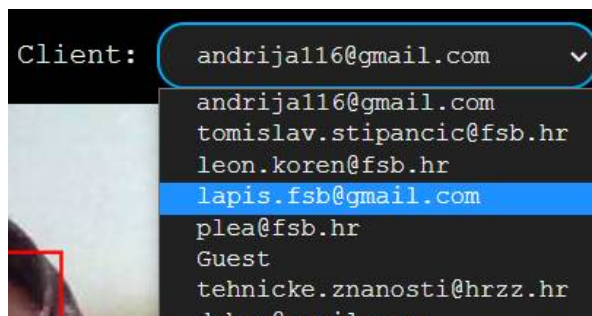 Client: andrija116@gmail.com
andrija116@gmail.com
tomislav.stipancic@fsb.hr
leon.koren@fsb.hr
lapis.fsb@gmail.com
plea@fsb.hr
Guest
tehnicke.znanosti@hrzz.hr